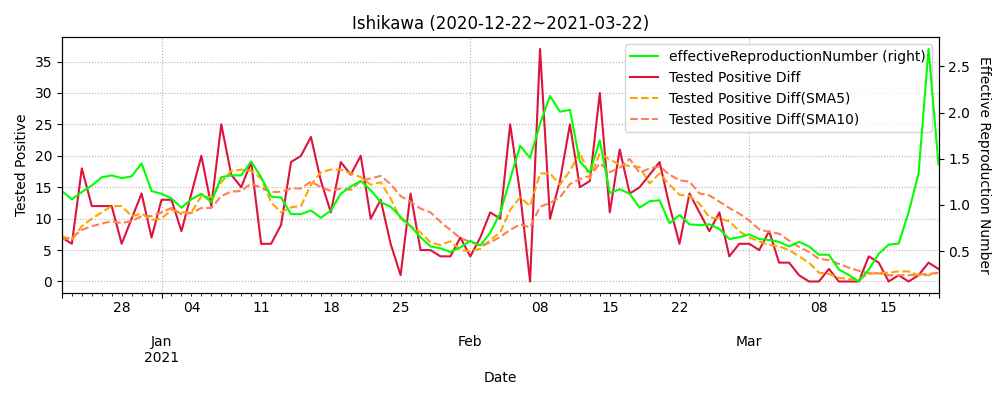 Ishikawa (2020-12-22~2021-03-22)
effectiveReproductionNumber (right)
Tested Positive Diff
Tested Positive Diff(SMA5)
Tested Positive Diff(SMA10)
Tested Positive
35
30
25
20
15
10
5
0
2.5
2.0
1.5
1.0
0.5
Effective Reproduction Number
28 04 11 18 25 08 15 22 08 15
Jan Feb Mar
2021
Date